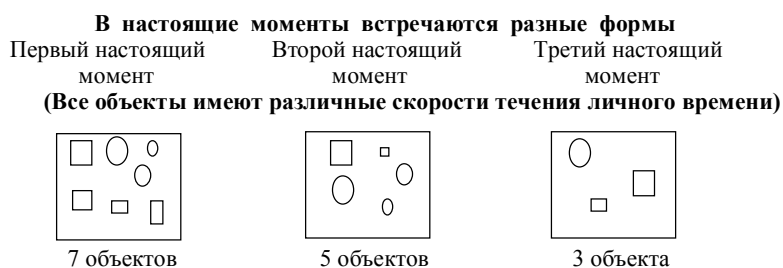 В настоящие моменты встречаются разные формы
Первый настоящий момент
Второй настоящий момент
Третий настоящий момент
(Все объекты имеют различные скорости течения личного времени)
7 объектов
5 объектов
3 объекта